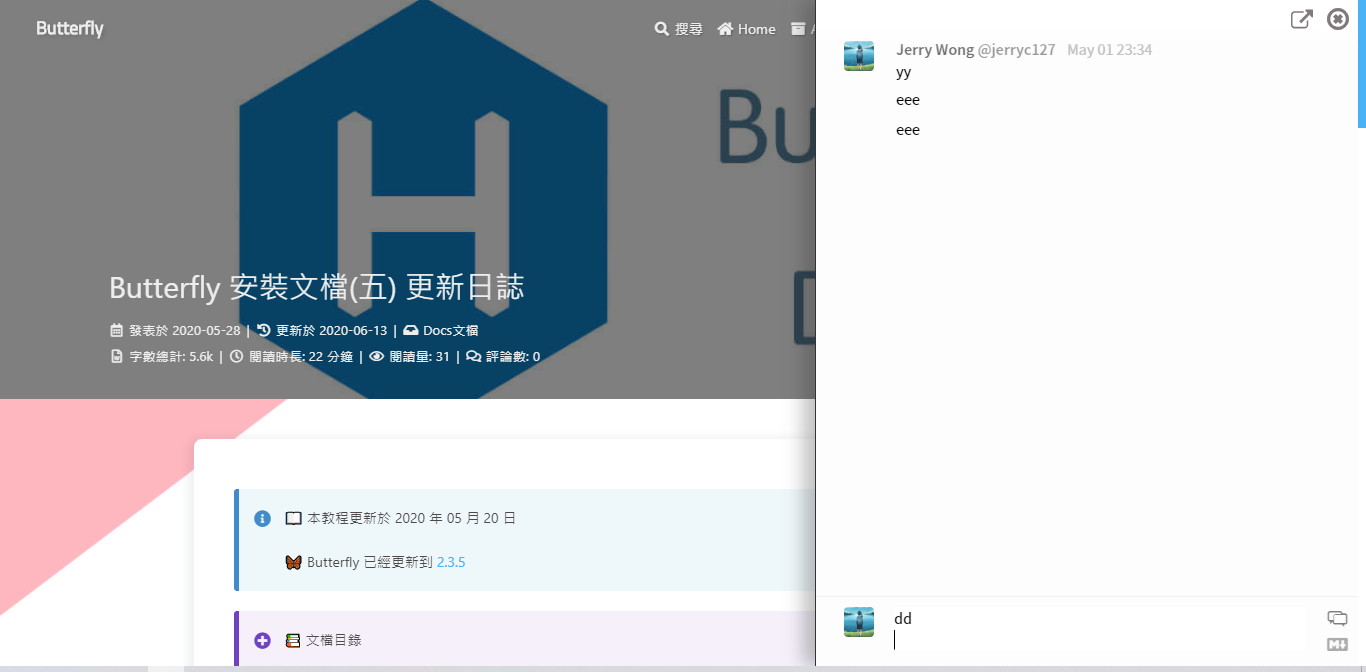 Butterfly
搜尋 Home
Bu
D
Butterfly 安裝文檔(五) 更新日誌
發表於 2020-05-28 | 更新於 2020-06-13 | Docs文檔
字數總計: 5.6k | 閱讀時長: 22 分鐘 | 閱讀量: 31 | 評論數: 0
本教程更新於 2020 年 05 月 20 日
Butterfly 已經更新到 2.3.5
文檔目錄
Jerry Wong @jerryc127 May 01 23:34
yy
eee
eee
dd
M